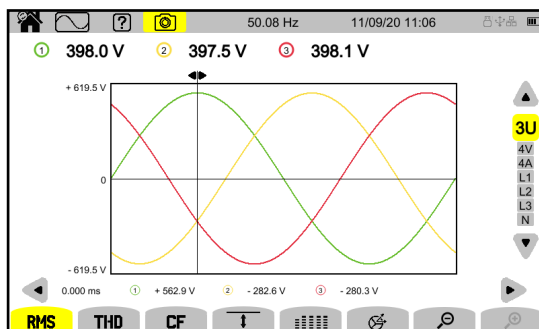 ? 50.08 Hz 11/09/20 11:06
1 398.0 V 2 397.5 V 3 398.1 V
+ 619.5 V
0
- 619.5 V
3U
4V
4A
L1
L2
L3
N
0.000 ms 1 + 562.9 V 2 - 282.6 V 3 - 280.3 V
RMS THD CF